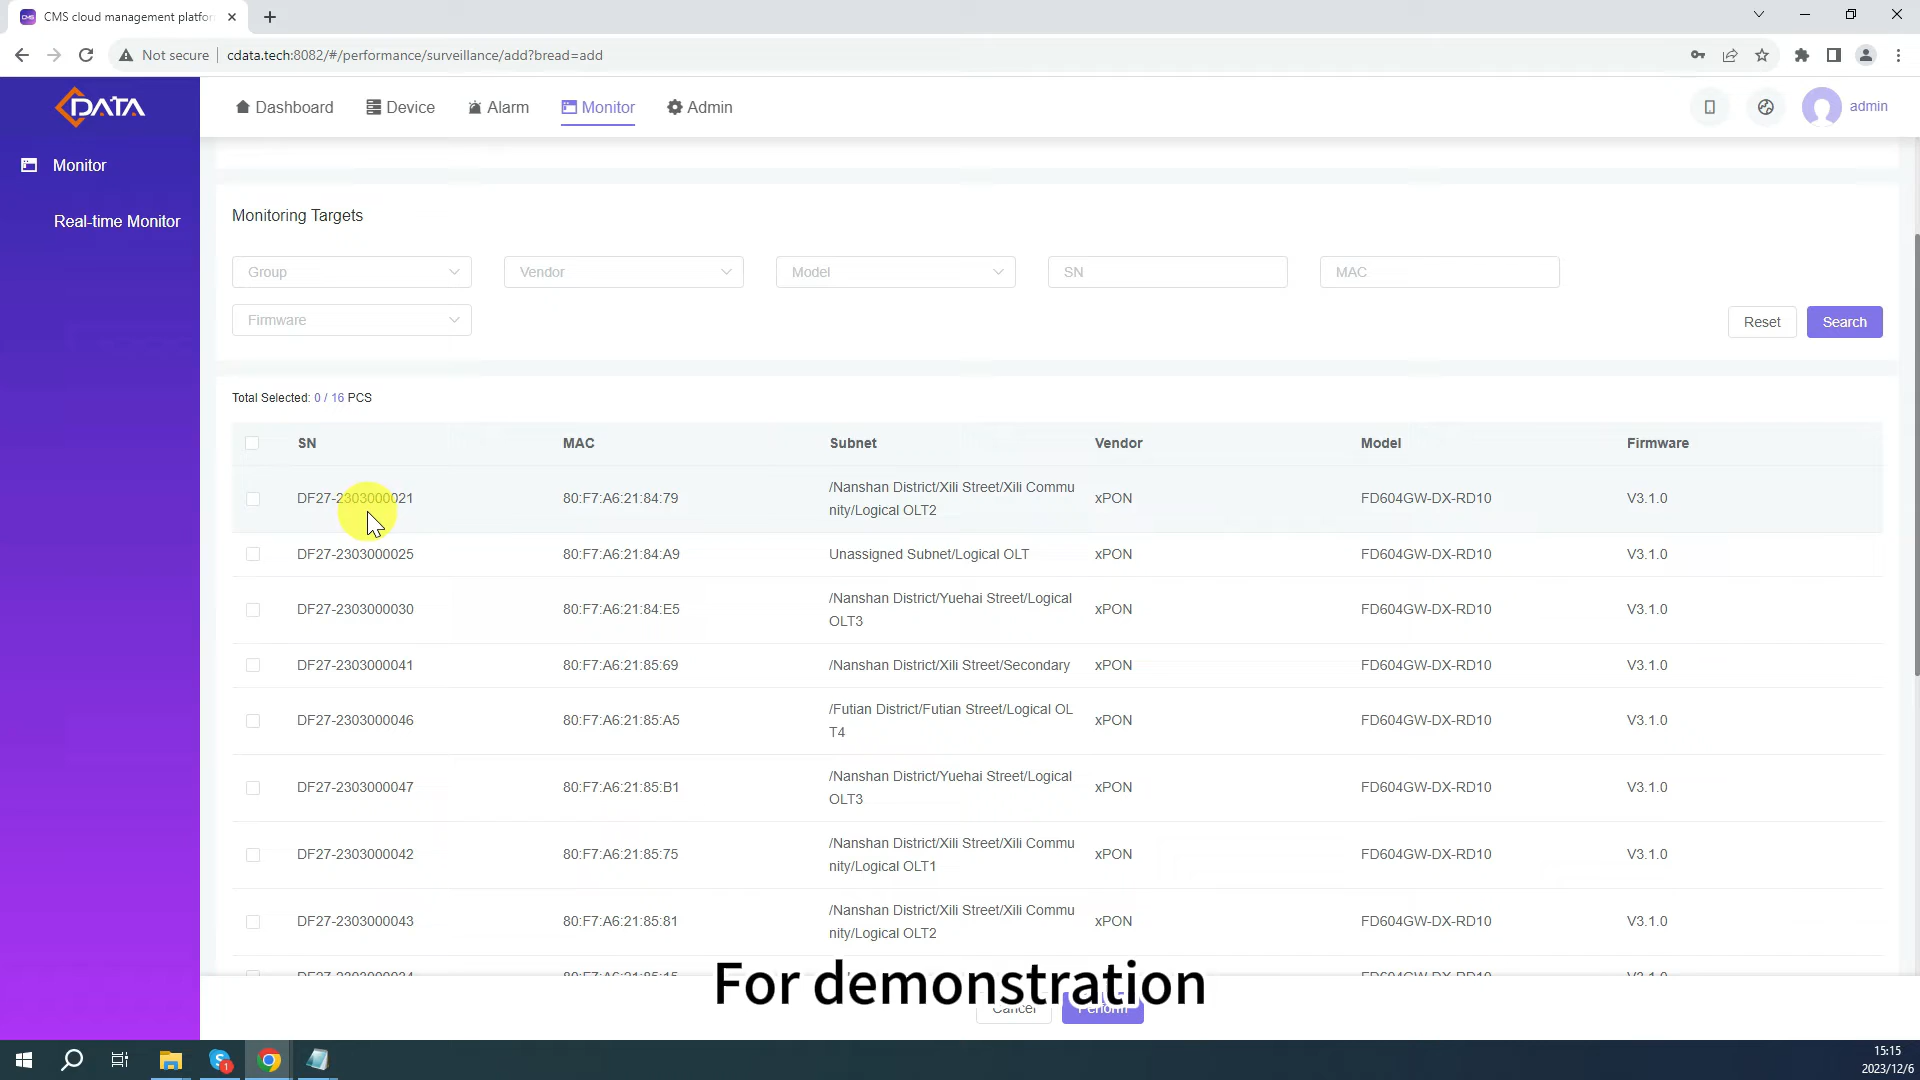 CMS cloud management platfor
Not secure
cdata.tech:8082/#/performance/surveillance/add?bread=add
DATA
Dashboard
Device
Alarm
Monitor
Admin
admin
Monitor
Real-time Monitor
Monitoring Targets
Group
Vendor
Model
SN
MAC
Firmware
Reset
Search
Total Selected: 0 / 16 PCS
SN MAC Subnet Vendor Model Firmware
DF27-2303000021 80:F7:A6:21:84:79 /Nanshan District/Xili Street/Xili Commu xPON FD604GW-DX-RD10 V3.1.0
nity/Logical OLT2
DF27-2303000025 80:F7:A6:21:84:A9 Unassigned Subnet/Logical OLT xPON FD604GW-DX-RD10 V3.1.0
DF27-2303000030 80:F7:A6:21:84:E5 /Nanshan District/Yuehai Street/Logical xPON FD604GW-DX-RD10 V3.1.0
OLT3
DF27-2303000041 80:F7:A6:21:85:69 /Nanshan District/Xili Street/Secondary xPON FD604GW-DX-RD10 V3.1.0
DF27-2303000046 80:F7:A6:21:85:A5 /Futian District/Futian Street/Logical OL xPON FD604GW-DX-RD10 V3.1.0
T4
DF27-2303000047 80:F7:A6:21:85:B1 /Nanshan District/Yuehai Street/Logical xPON FD604GW-DX-RD10 V3.1.0
OLT3
DF27-2303000042 80:F7:A6:21:85:75 /Nanshan District/Xili Street/Xili Commu xPON FD604GW-DX-RD10 V3.1.0
nity/Logical OLT1
DF27-2303000043 80:F7:A6:21:85:81 /Nanshan District/Xili Street/Xili Commu xPON FD604GW-DX-RD10 V3.1.0
nity/Logical OLT2
For demonstration
Cancel
Perform
15:15
2023/12/6